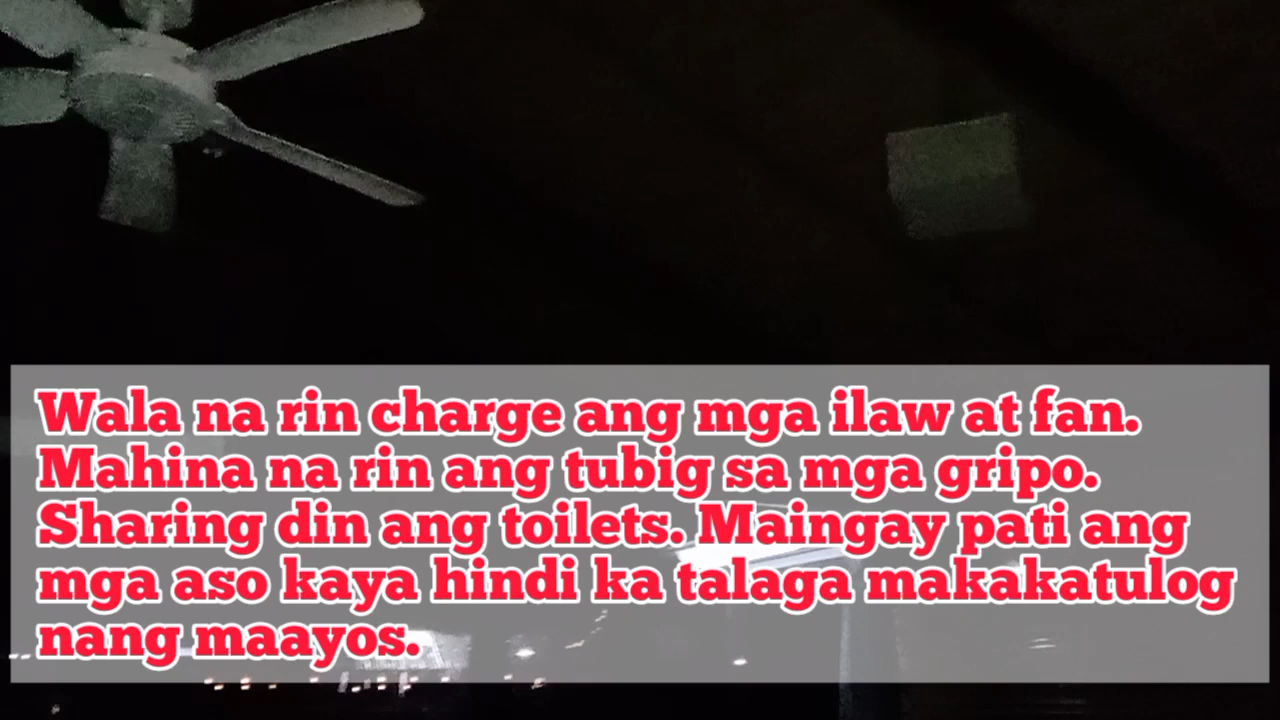 Wala na rin charge ang mga ilaw at fan.
Mahina na rin ang tubig sa mga gripo.
Sharing din ang toilets. Maingay pati ang
mga aso kaya hindi ka talaga makakatulog
nang maayos.